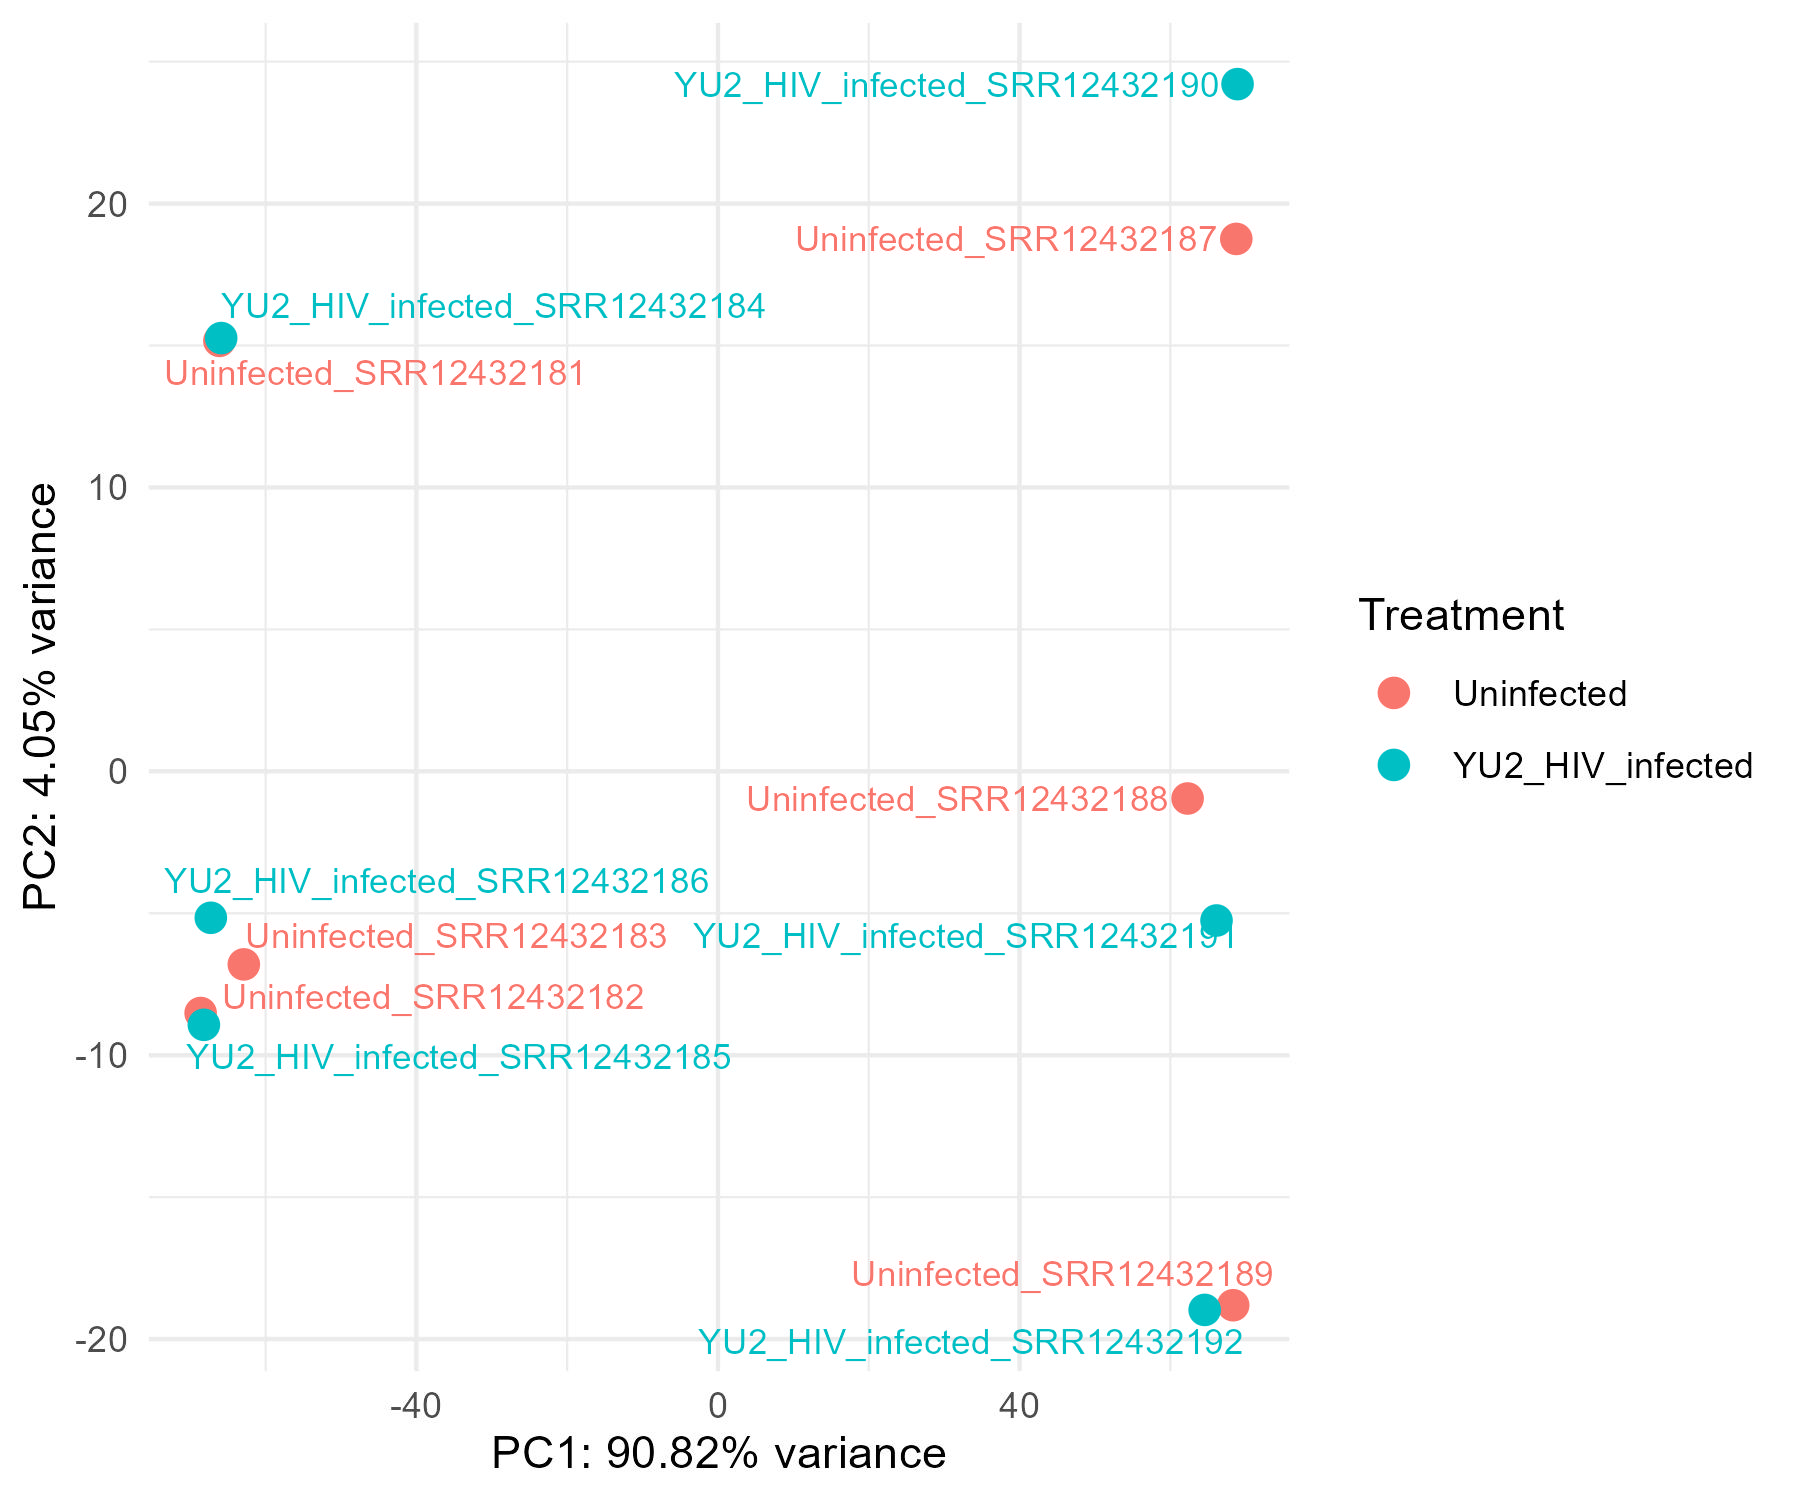 YU2_HIV_infected_SRR12432190
20
Uninfected_SRR12432187
YU2_HIV_infected_SRR12432184
Uninfected_SRR12432181
10
PC2: 4.05% variance
Treatment
Uninfected
YU2_HIV_infected
0
Uninfected_SRR12432188
YU2_HIV_infected_SRR12432186
Uninfected_SRR12432183
YU2_HIV_infected_SRR12432191
Uninfected_SRR12432182
-10
YU2_HIV_infected_SRR12432185
Uninfected_SRR12432189
-20
YU2_HIV_infected_SRR12432192
-40
0
40
PC1: 90.82% variance